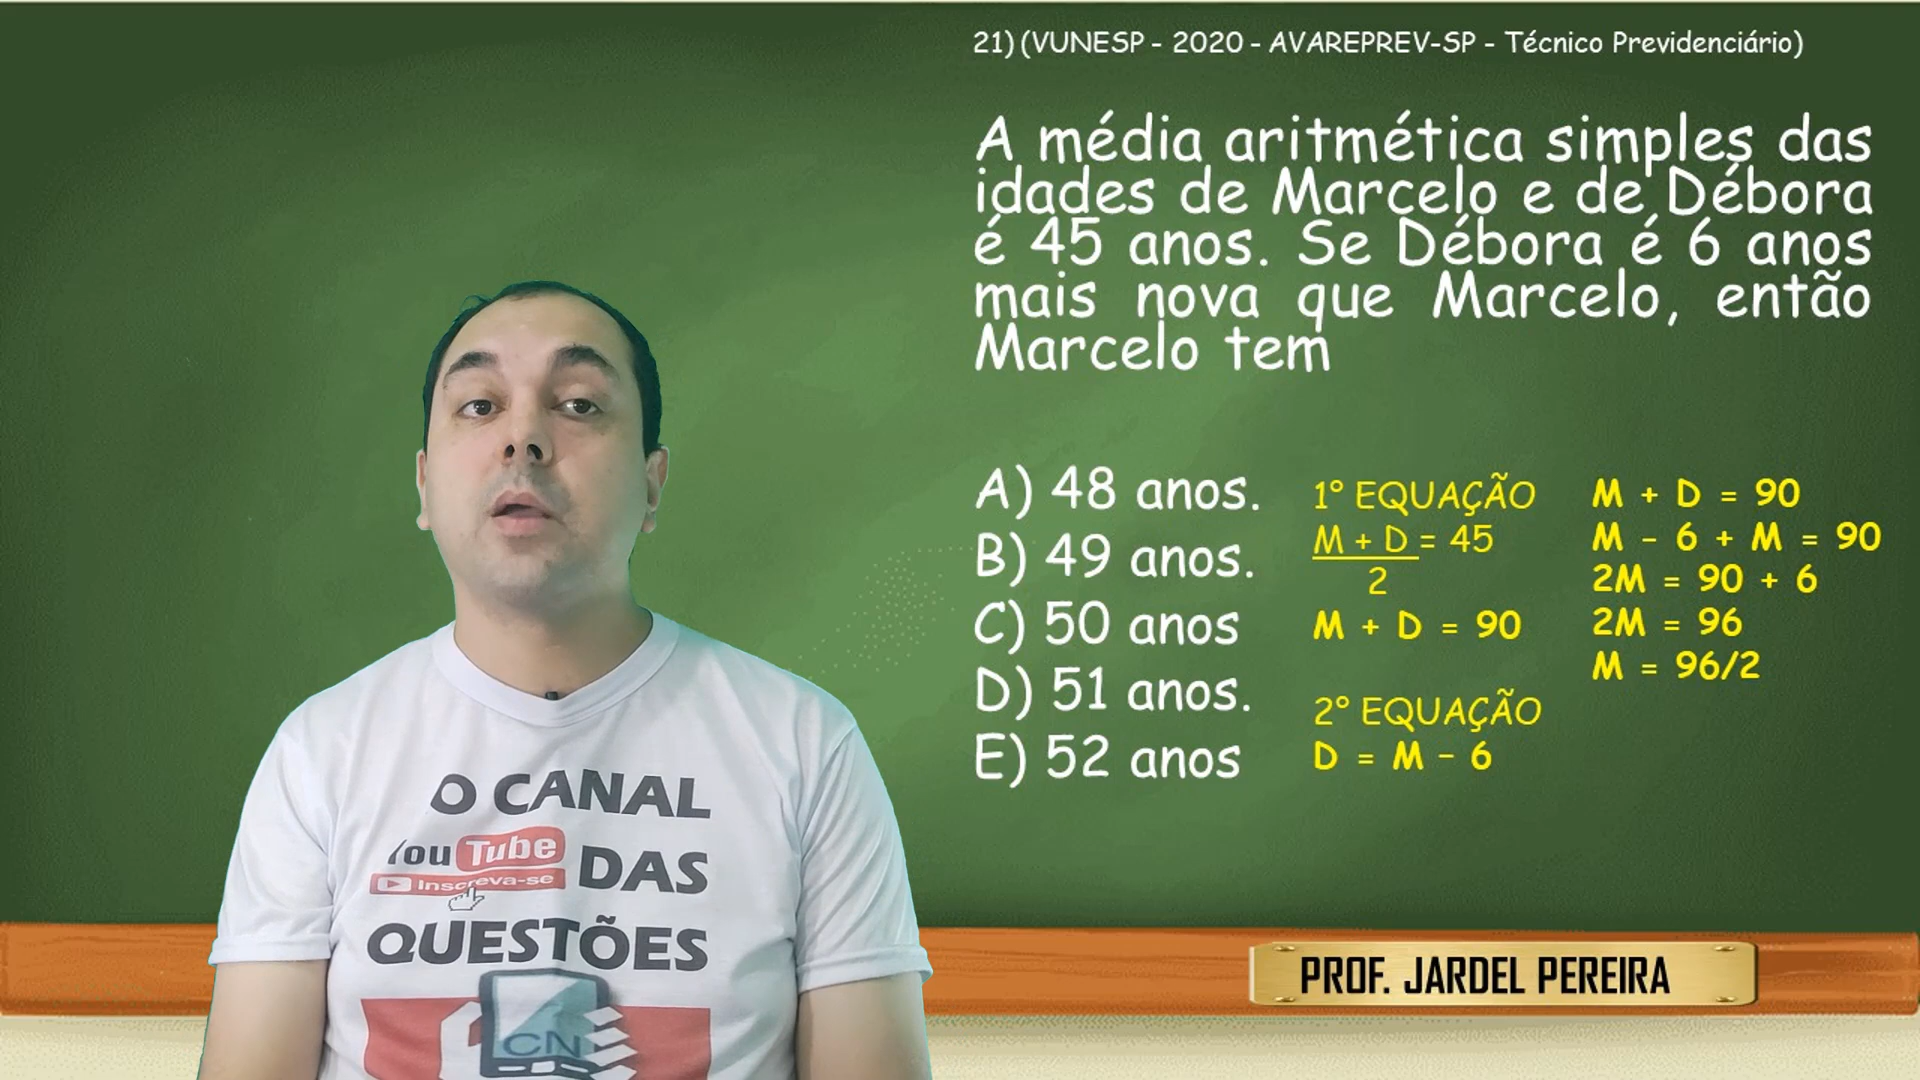 21) (VUNESP - 2020 - AVAREPREV-SP - Técnico Previdenciário)
A média aritmética simples das
idades de Marcelo e de Débora
é 45 anos. Se Débora é 6 anos
mais nova que Marcelo, então
Marcelo tem
A) 48 anos.
B) 49 anos.
C) 50 anos
D) 51 anos.
E) 52 anos
1º EQUAÇÃO
M + D = 45
2
M + D = 90
2º EQUAÇÃO
D = M - 6
M + D = 90
M - 6 + M = 90
2M = 90 + 6
2M = 96
M = 96/2
O CANAL
YouTube DAS
Inscreva-se
QUESTÕES
CN
PROF. JARDEL PEREIRA